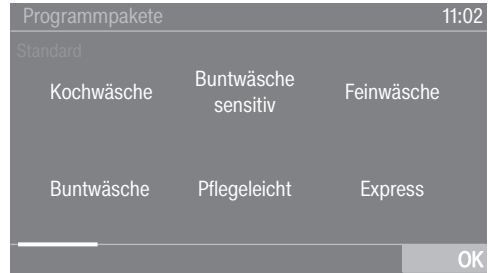 Programmpakete 11:02
Standard
Kochwäsche
Buntwäsche
sensitiv
Feinwäsche
Buntwäsche
Pflegeleicht
Express
OK